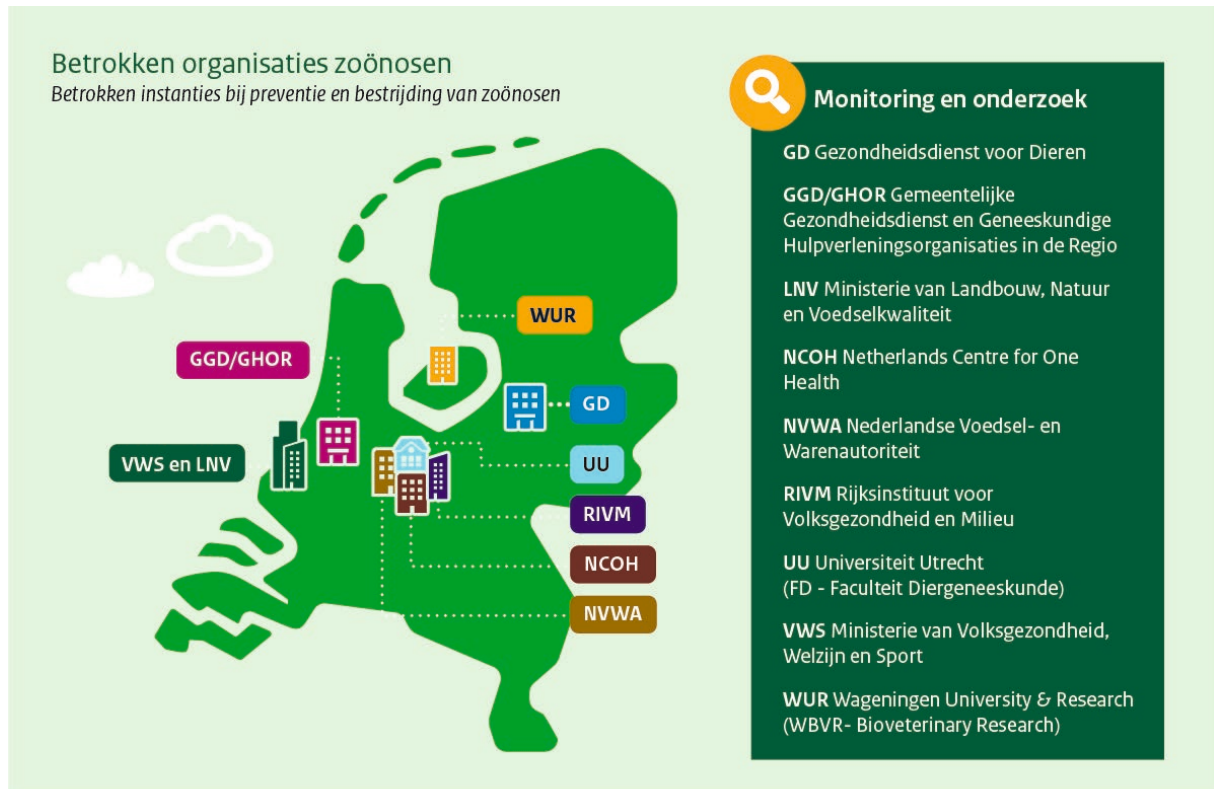 Betrokken organisaties zoönosen
Betrokken instanties bij preventie en bestrijding van zoönosen
WUR
GGD/GHOR
GD
VWS en LNV
UU
RIVM
NCOH
NVWA
Monitoring en onderzoek
GD Gezondheidsdienst voor Dieren
GGD/GHOR Gemeentelijke
Gezondheidsdienst en Geneeskundige
Hulpverleningsorganisaties in de Regio
LNV Ministerie van Landbouw, Natuur
en Voedselkwaliteit
NCOH Netherlands Centre for One
Health
NVWA Nederlandse Voedsel- en
Warenautoriteit
RIVM Rijksinstituut voor
Volksgezondheid en Milieu
UU Universiteit Utrecht
(FD - Faculteit Diergeneeskunde)
VWS Ministerie van Volksgezondheid,
Welzijn en Sport
WUR Wageningen University & Research
(WBVR- Bioveterinary Research)